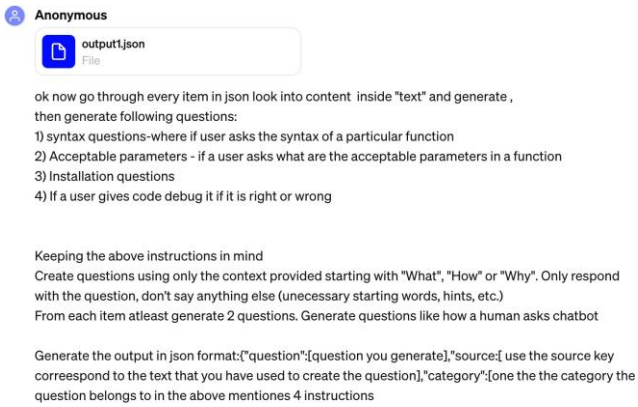 Anonymous
output1.json
File
ok now go through every item in json look into content inside "text" and generate ,
then generate following questions:
1) syntax questions-where if user asks the syntax of a particular function
2) Acceptable parameters - if a user asks what are the acceptable parameters in a function
3) Installation questions
4) If a user gives code debug it if it is right or wrong
Keeping the above instructions in mind
Create questions using only the context provided starting with "What", "How" or "Why". Only respond
with the question, don't say anything else (unecessary starting words, hints, etc.)
From each item atleast generate 2 questions. Generate questions like how a human asks chatbot
Generate the output in json format:{"question":[question you generate],"source:[ use the source key
correespond to the text that you have used to create the question],"category":[one the the category the
question belongs to in the above mentiones 4 instructions